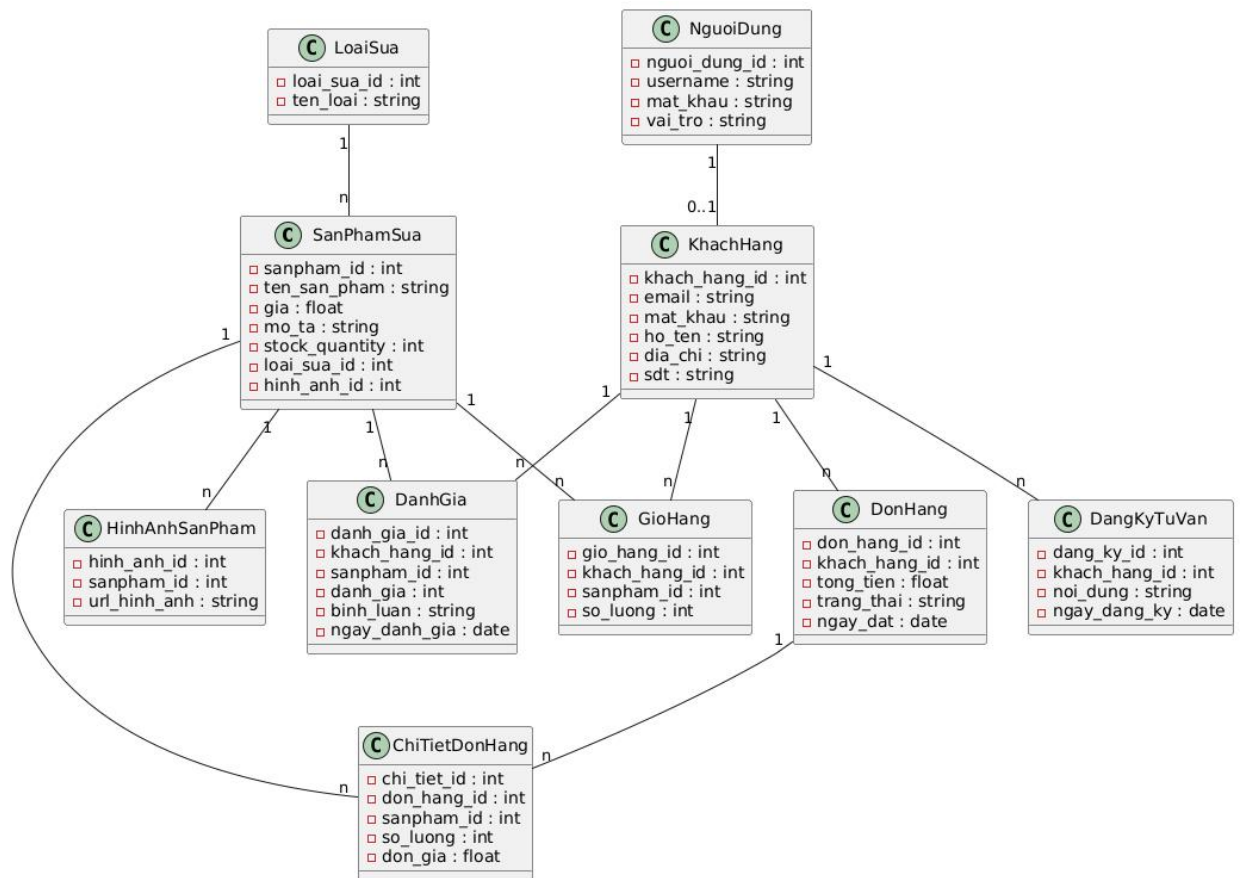 C LoaiSua
loai_sua_id : int
ten_loai : string
C NguoiDung
nguoi_dung_id : int
username : string
mat_khau : string
vai_tro : string
1
n
1
0..1
C SanPhamSua
sanpham_id : int
ten_san_pham : string
gia : float
mo_ta : string
stock_quantity : int
loai_sua_id : int
hinh_anh_id : int
C KhachHang
khach_hang_id : int
email : string
mat_khau : string
ho_ten : string
dia_chi : string
sdt : string
1
1
1
1
1
1
1
1
n
n
n
n
n
n
n
C HinhAnhSanPham
hinh_anh_id : int
sanpham_id : int
url_hinh_anh : string
C DanhGia
danh_gia_id : int
khach_hang_id : int
sanpham_id : int
danh_gia : int
binh_luan : string
ngay_danh_gia : date
C GioHang
gio_hang_id : int
khach_hang_id : int
sanpham_id : int
so_luong : int
C DonHang
don_hang_id : int
khach_hang_id : int
tong_tien : float
trang_thai : string
ngay_dat : date
C DangKyTuVan
dang_ky_id : int
khach_hang_id : int
noi_dung : string
ngay_dang_ky : date
1
n
n
C ChiTietDonHang
chi_tiet_id : int
don_hang_id : int
sanpham_id : int
so_luong : int
don_gia : float